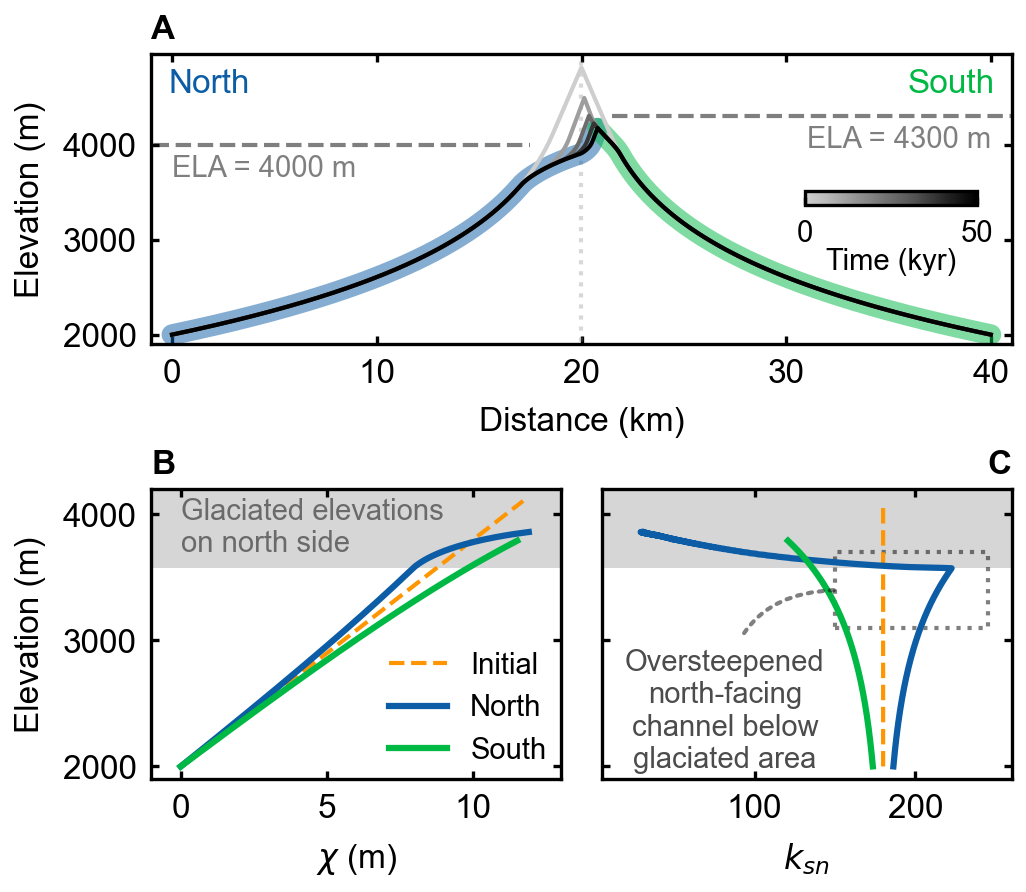 A
North
South
ELA = 4000 m
ELA = 4300 m
0
50
Time (kyr)
Elevation (m)
4000
3000
2000
0
10
20
30
40
Distance (km)
B
Glaciated elevations
on north side
Initial
North
South
Elevation (m)
4000
3000
2000
0
5
10
χ (m)
C
Oversteepened
north-facing
channel below
glaciated area
100
200
k_{sn}